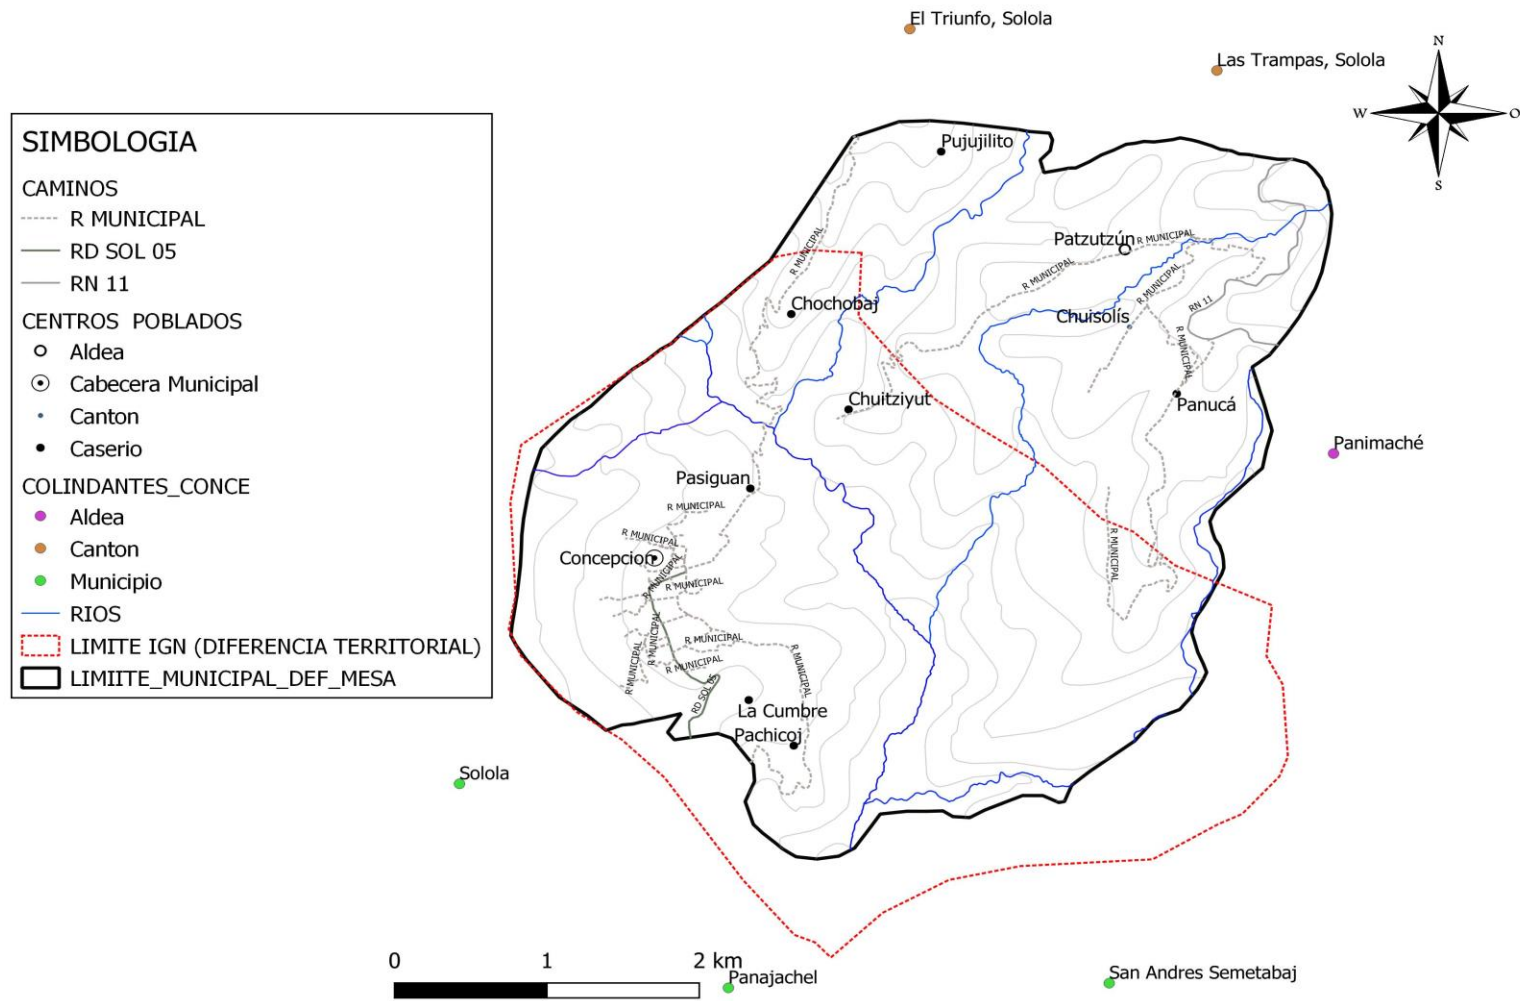 El Triunfo, Solola
Las Trampas, Solola
N
W
O
S
SIMBOLOGIA
CAMINOS
R MUNICIPAL
RD SOL 05
RN 11
CENTROS POBLADOS
Aldea
Cabecera Municipal
Canton
Caserio
COLINDANTES_CONCE
Aldea
Canton
Municipio
RIOS
LIMITE IGN (DIFERENCIA TERRITORIAL)
LIMIITE_MUNICIPAL_DEF_MESA
Pujujilito
Patzutzún
R MUNICIPAL
R MUNICIPAL
R MUNICIPAL
R MUNICIPAL
Chochobaj
RN 11
Chuisolís
R MUNICIPAL
Chuitziyut
Panucá
Panimaché
Pasiguan
R MUNICIPAL
R MUNICIPAL
Concepcion
R MUNICIPAL
R MUNICIPAL
R MUNICIPAL
R MUNICIPAL
R MUNICIPAL
R MUNICIPAL
R MUNICIPAL
R MUNICIPAL
RD SOL 05
La Cumbre
Pachicoj
Solola
0 1 2 km
Panajachel
San Andres Semetabaj